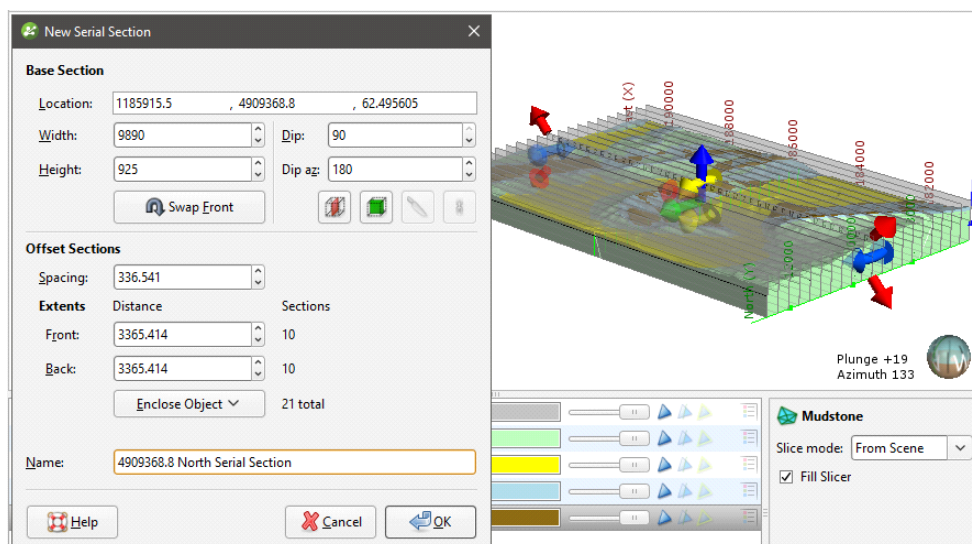 New Serial Section
Base Section
Location: 1185915.5 , 4909368.8 , 62.495605
Width: 9890 Dip: 90
Height: 925 Dip az: 180
Swap Front
Offset Sections
Spacing: 336.541
Extents Distance Sections
Front: 3365.414 10
Back: 3365.414 10
Enclose Object 21 total
Name: 4909368.8 North Serial Section
Help Cancel OK
ast (X)
190000
188000
184000
North (Y)
Plunge +19
Azimuth 133
Mudstone
Slice mode: From Scene
Fill Slicer